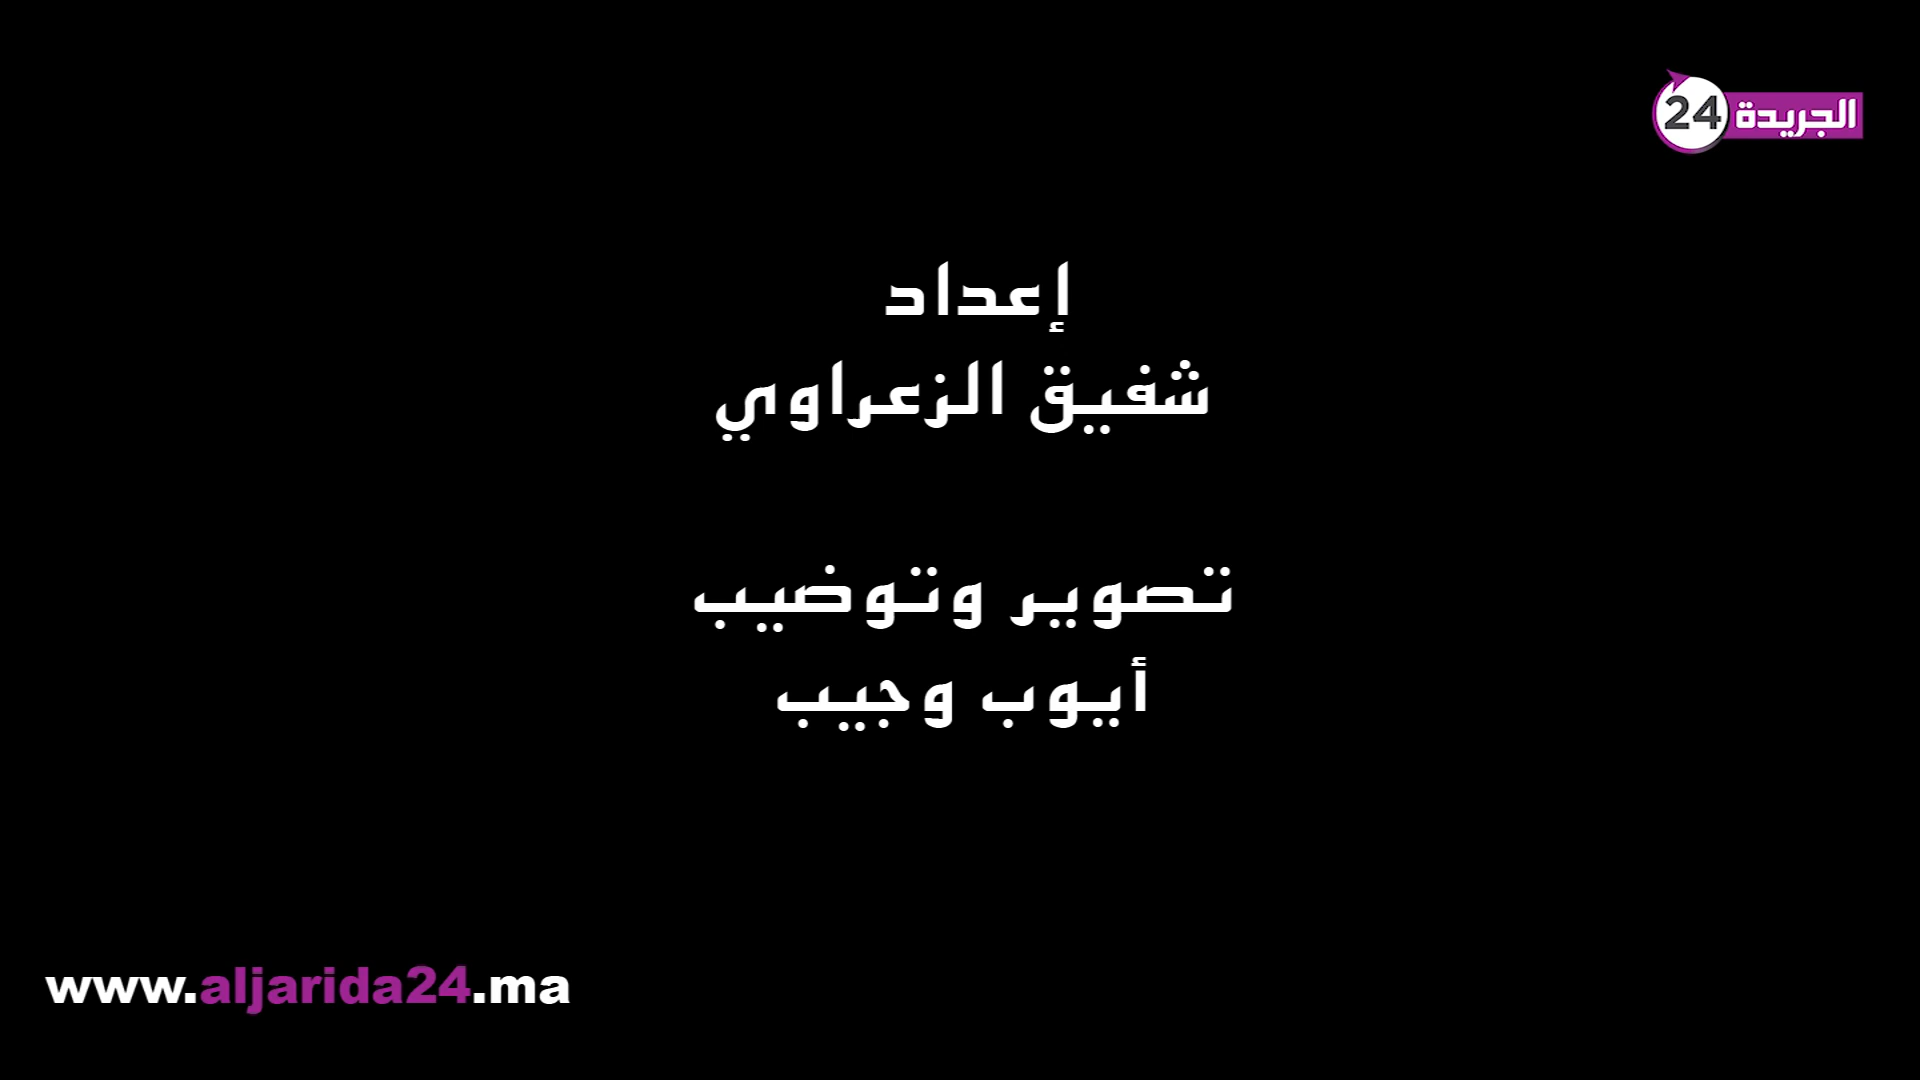 الجريدة 24
إعداد
شفيق الزعراوي
تصوير وتوضيب
أيوب وجيب
www.aljarida24.ma